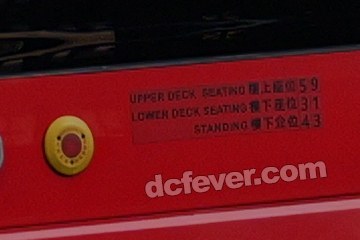 UPPER DECK SEATING 樓上座位 59
LOWER DECK SEATING 樓下座位 31
STANDING 樓下企位 43
dcfever.com